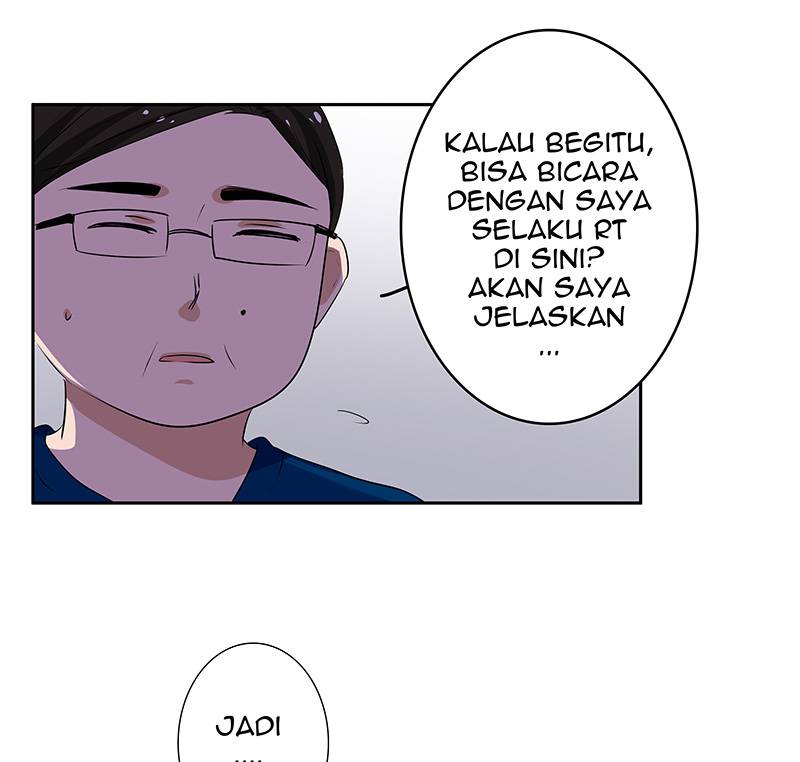 KALAU BEGITU,
BISA BICARA
DENGAN SAYA
SELAKU RT
DI SINI?
AKAN SAYA
JELASKAN
...
JADI
....